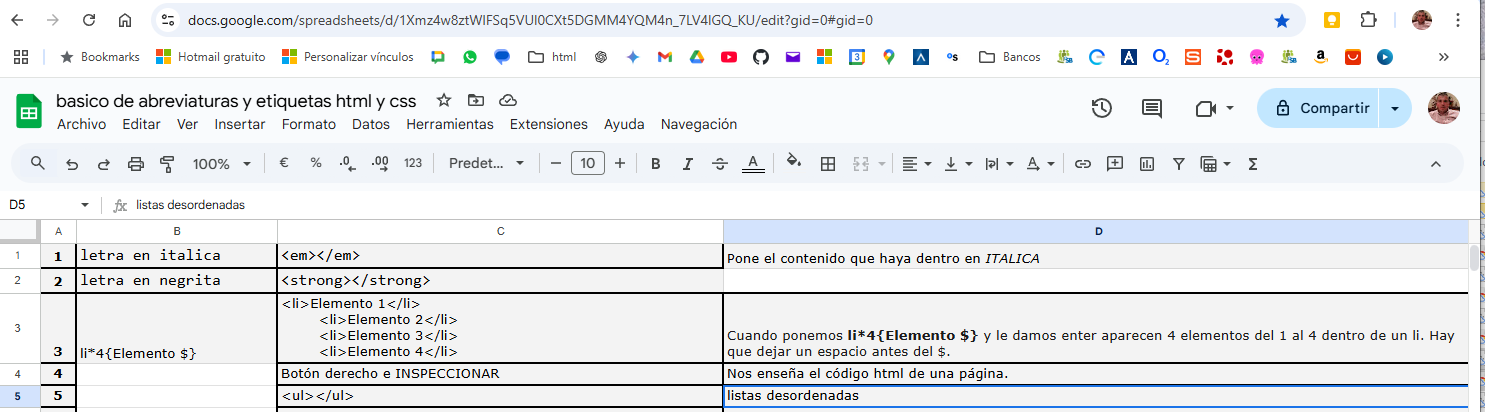 docs.google.com/spreadsheets/d/1Xmz4w8ztWIFSq5VUI0CXt5DGMM4YQM4n_7LV4IGQ_KU/edit?gid=0#gid=0
Bookmarks Hotmail gratuito Personalizar vínculos html Bancos »
basico de abreviaturas y etiquetas html y css
Compartir
Archivo Editar Ver Insertar Formato Datos Herramientas Extensiones Ayuda Navegación
100% € % .0 .00 123 Predet... 10 B I S A Σ
D5 fx listas desordenadas
A B C D
1 1 letra en italica <em></em> Pone el contenido que haya dentro en ITALICA
2 2 letra en negrita <strong></strong>
3 3 li*4{Elemento $} <li>Elemento 1</li>
<li>Elemento 2</li>
<li>Elemento 3</li>
<li>Elemento 4</li>
Cuando ponemos li*4{Elemento $} y le damos enter aparecen 4 elementos del 1 al 4 dentro de un li. Hay
que dejar un espacio antes del $.
4 4 Botón derecho e INSPECCIONAR Nos enseña el código html de una página.
5 5 <ul></ul> listas desordenadas